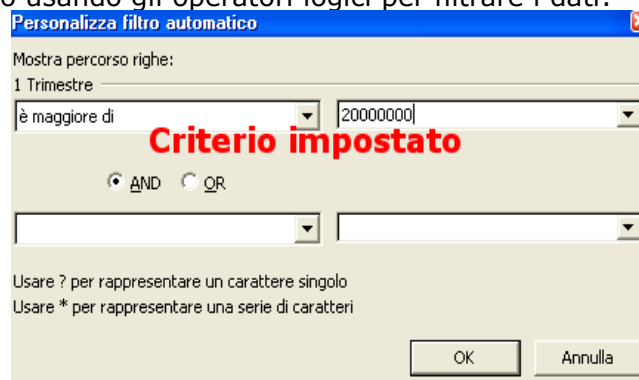 o usando gli operatori logici per filtrare i dati.
Personalizza filtro automatico
Mostra percorso righe:
1 Trimestre
è maggiore di 20000000
Criterio impostato
AND OR
Usare ? per rappresentare un carattere singolo
Usare * per rappresentare una serie di caratteri
OK Annulla